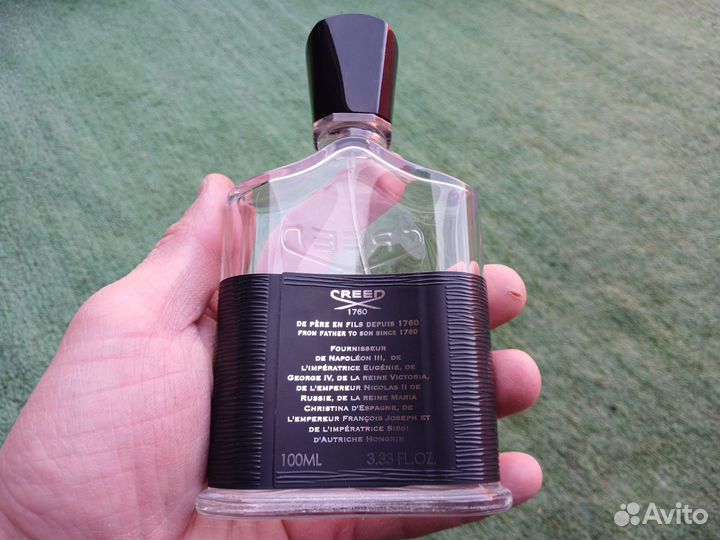 CREED
CREED
1760
DE PÈRE EN FILS DEPUIS 1760
FROM FATHER TO SON SINCE 1760
FOURNISSEUR
DE NAPOLÉON III, DE
L'IMPÉRATRICE EUGÉNIE, DE
GEORGE IV, DE LA REINE VICTORIA,
DE L'EMPEREUR NICOLAS II DE
RUSSIE, DE LA REINE MARIA
CHRISTINA D'ESPAGNE, DE
L'EMPEREUR FRANÇOIS JOSEPH ET
DE L'IMPÉRATRICE SISSI
D'AUTRICHE HONGRIE
100ML 3.33 FL.OZ.
Avito